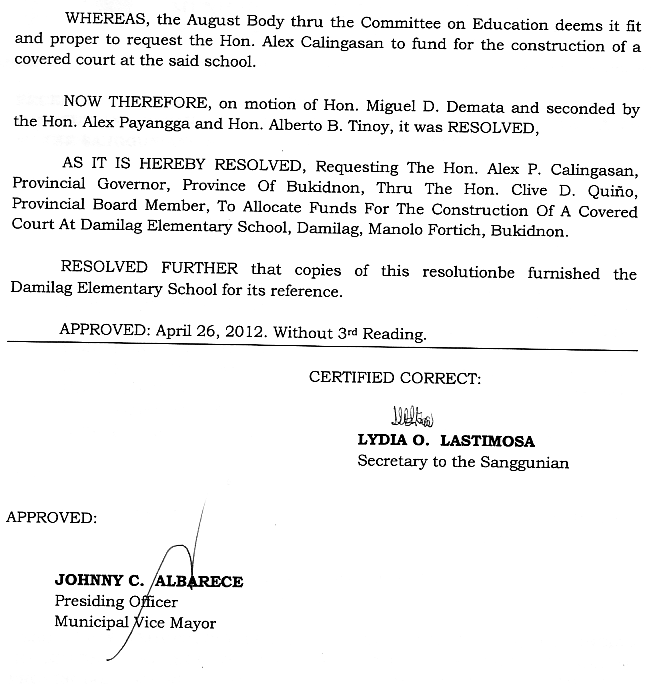 WHEREAS, the August Body thru the Committee on Education deems it fit
and proper to request the Hon. Alex Calingasan to fund for the construction of a
covered court at the said school.
NOW THEREFORE, on motion of Hon. Miguel D. Demata and seconded by
the Hon. Alex Payangga and Hon. Alberto B. Tinoy, it was RESOLVED,
AS IT IS HEREBY RESOLVED, Requesting The Hon. Alex P. Calingasan,
Provincial Governor, Province Of Bukidnon, Thru The Hon. Clive D. Quiño,
Provincial Board Member, To Allocate Funds For The Construction Of A Covered
Court At Damilag Elementary School, Damilag, Manolo Fortich, Bukidnon.
RESOLVED FURTHER that copies of this resolutionbe furnished the
Damilag Elementary School for its reference.
APPROVED: April 26, 2012. Without 3rd Reading.
CERTIFIED CORRECT:
LYDIA O. LASTIMOSA
Secretary to the Sanggunian
APPROVED:
JOHNNY C. ALBARECE
Presiding Officer
Municipal Vice Mayor